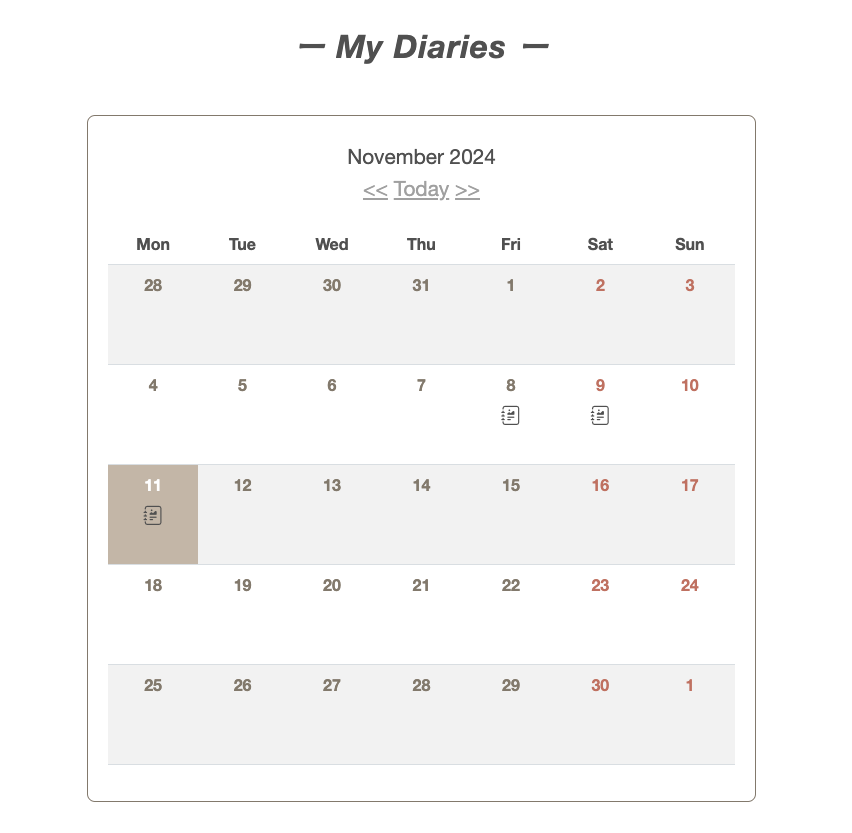 — My Diaries —
November 2024
<< Today >>
Mon Tue Wed Thu Fri Sat Sun
28 29 30 31 1 2 3
4 5 6 7 8 9 10
11 12 13 14 15 16 17
18 19 20 21 22 23 24
25 26 27 28 29 30 1